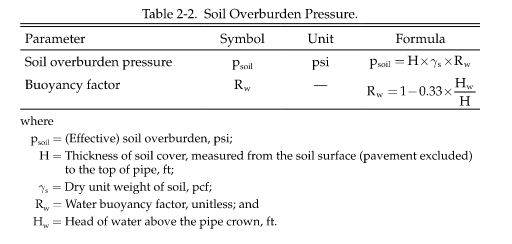 Table 2-2. Soil Overburden Pressure.
Parameter Symbol Unit Formula
Soil overburden pressure p_soil psi p_soil = H×γ_s×R_w
Buoyancy factor R_w — R_w = 1−0.33×H_w/H
where
p_soil = (Effective) soil overburden, psi;
H = Thickness of soil cover, measured from the soil surface (pavement excluded)
to the top of pipe, ft;
γ_s = Dry unit weight of soil, pcf;
R_w = Water buoyancy factor, unitless; and
H_w = Head of water above the pipe crown, ft.